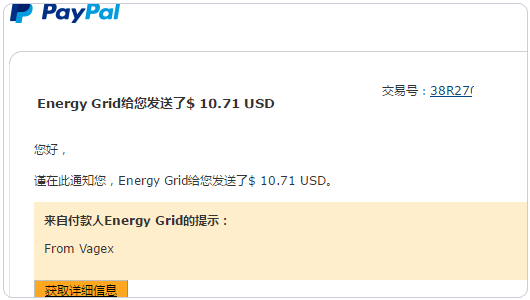 PayPal
交易号：38R27
Energy Grid给您发送了$ 10.71 USD
您好，
谨在此通知您，Energy Grid给您发送了$ 10.71 USD。
来自付款人Energy Grid的提示：
From Vagex
获取详细信息